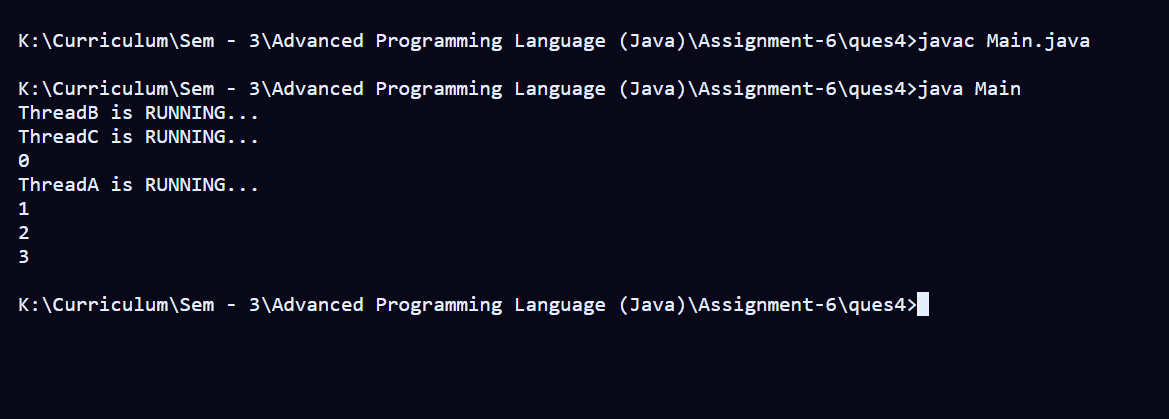 K:\Curriculum\Sem - 3\Advanced Programming Language (Java)\Assignment-6\ques4>javac Main.java
K:\Curriculum\Sem - 3\Advanced Programming Language (Java)\Assignment-6\ques4>java Main
ThreadB is RUNNING...
ThreadC is RUNNING...
0
ThreadA is RUNNING...
1
2
3
K:\Curriculum\Sem - 3\Advanced Programming Language (Java)\Assignment-6\ques4>